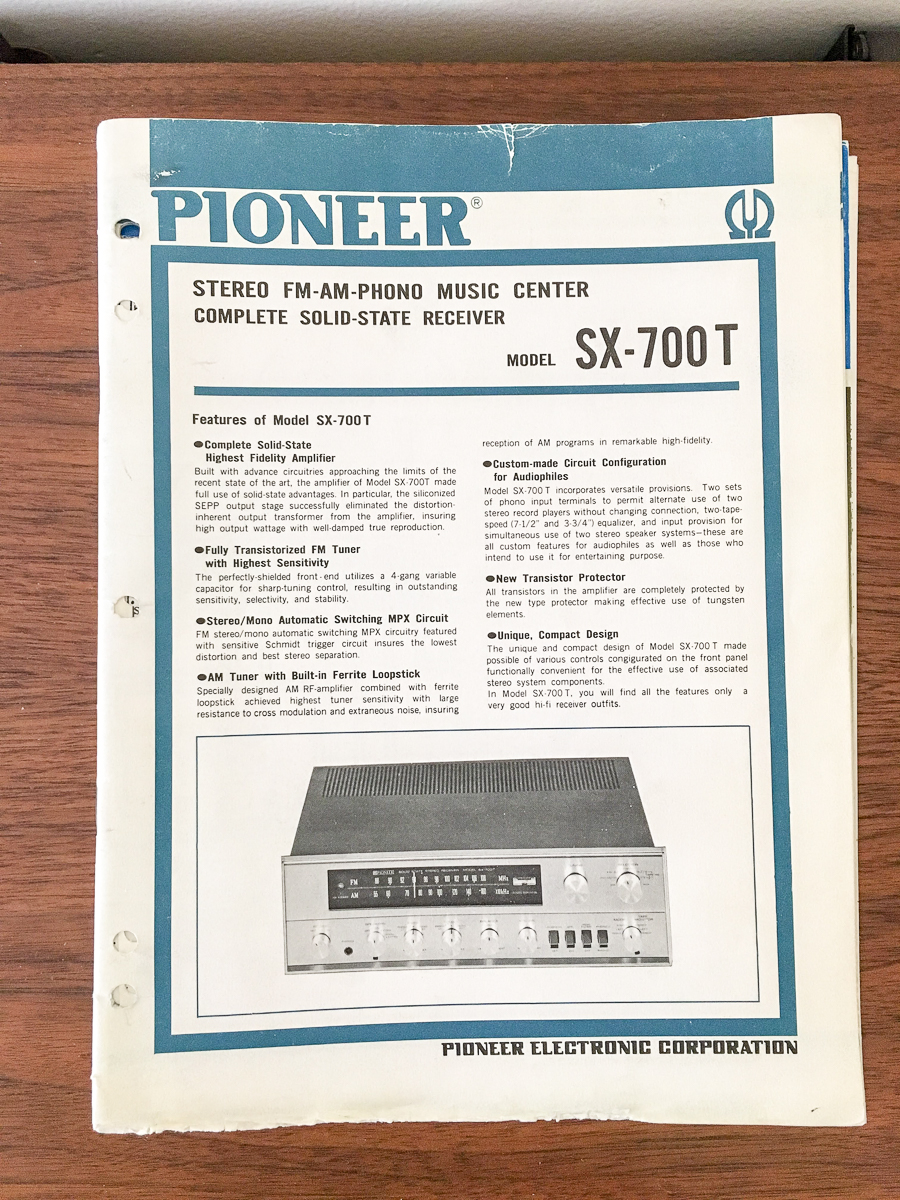 PIONEER®
STEREO FM-AM-PHONO MUSIC CENTER
COMPLETE SOLID-STATE RECEIVER
MODEL SX-700T
Features of Model SX-700T
Complete Solid-State
Highest Fidelity Amplifier
Built with advance circuitries approaching the limits of the
recent state of the art, the amplifier of Model SX-700T made
full use of solid-state advantages. In particular, the siliconized
SEPP output stage successfully eliminated the distortion-
inherent output transformer from the amplifier, insuring
high output wattage with well-damped true reproduction.
Fully Transistorized FM Tuner
with Highest Sensitivity
The perfectly-shielded front-end utilizes a 4-gang variable
capacitor for sharp-tuning control, resulting in outstanding
sensitivity, selectivity, and stability.
Stereo/Mono Automatic Switching MPX Circuit
FM stereo/mono automatic switching MPX circuitry featured
with sensitive Schmidt trigger circuit insures the lowest
distortion and best stereo separation.
AM Tuner with Built-in Ferrite Loopstick
Specially designed AM RF-amplifier combined with ferrite
loopstick achieved highest tuner sensitivity with large
resistance to cross modulation and extraneous noise, insuring
reception of AM programs in remarkable high-fidelity.
Custom-made Circuit Configuration
for Audiophiles
Model SX-700T incorporates versatile provisions. Two sets
of phono input terminals to permit alternate use of two
stereo record players without changing connection, two-tape-
speed (7-1/2" and 3-3/4") equalizer, and input provision for
simultaneous use of two stereo speaker systems—these are
all custom features for audiophiles as well as those who
intend to use it for entertaining purpose.
New Transistor Protector
All transistors in the amplifier are completely protected by
the new type protector making effective use of tungsten
elements.
Unique, Compact Design
The unique and compact design of Model SX-700T made
possible of various controls congigurated on the front panel
functionally convenient for the effective use of associated
stereo system components.
In Model SX-700T, you will find all the features only a
very good hi-fi receiver outfits.
PIONEER
FM
MHz
AM
PIONEER ELECTRONIC CORPORATION